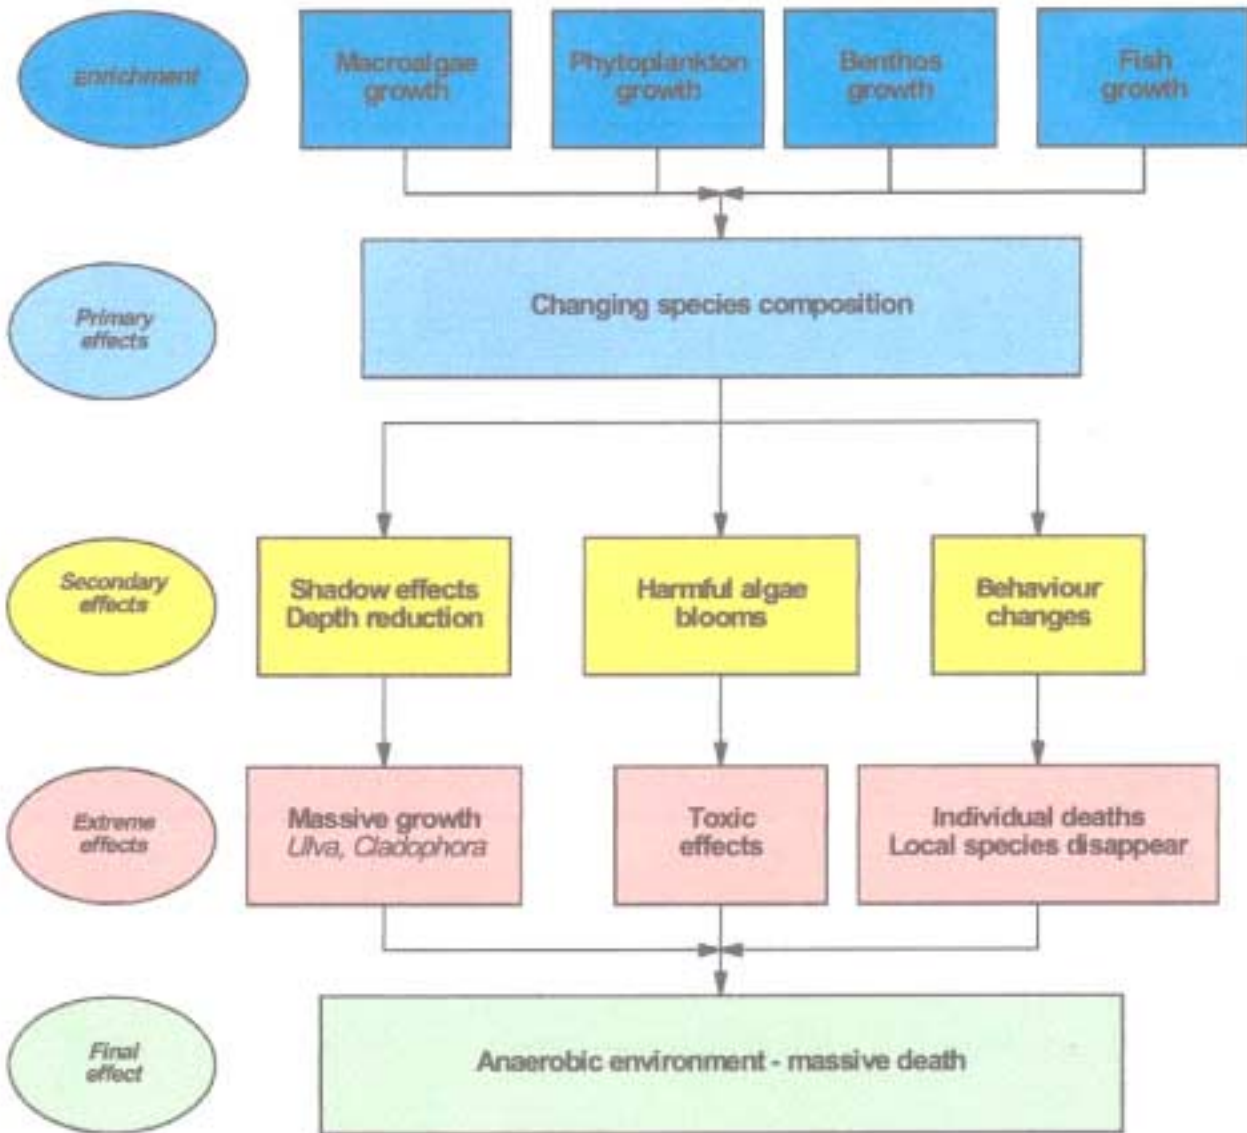 Enrichment
Macroalgae
growth
Phytoplankton
growth
Benthos
growth
Fish
growth
Primary
effects
Changing species composition
Secondary
effects
Shadow effects
Depth reduction
Harmful algae
blooms
Behaviour
changes
Extreme
effects
Massive growth
Ulva, Cladophora
Toxic
effects
Individual deaths
Local species disappear
Final
effect
Anaerobic environment - massive death